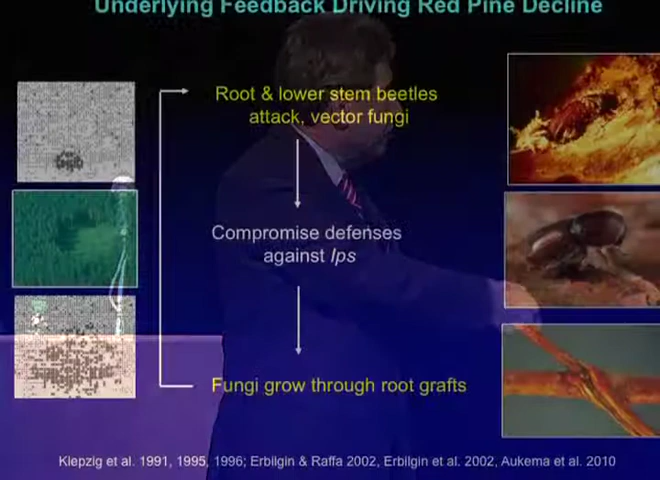 Underlying Feedback Driving Red Pine Decline
Root & lower stem beetles
attack, vector fungi
Compromise defenses
against Ips
Fungi grow through root grafts
Klepzig et al. 1991, 1995, 1996; Erbilgin & Raffa 2002, Erbilgin et al. 2002, Aukema et al. 2010